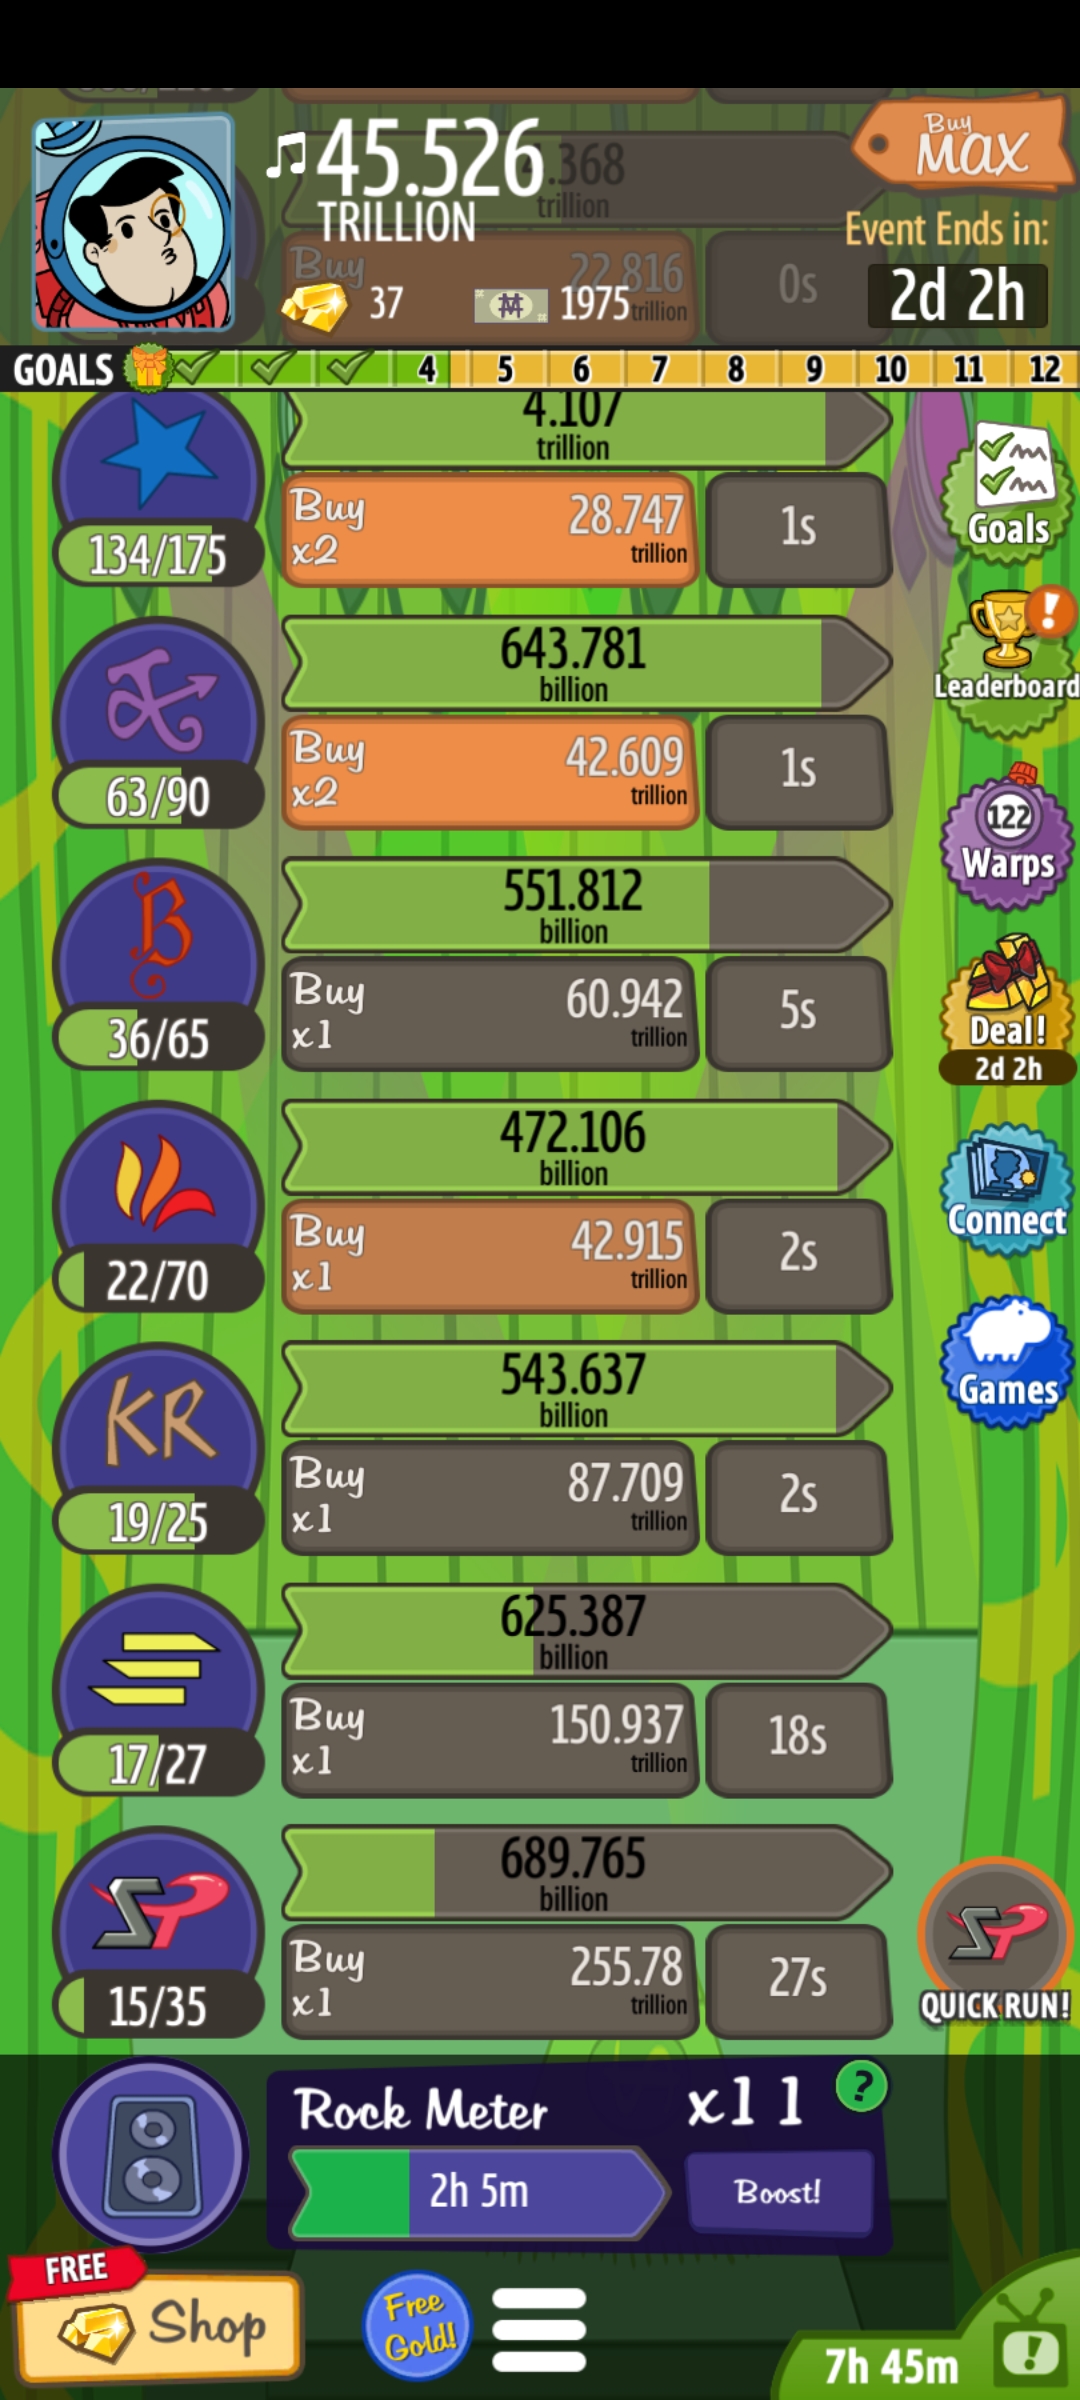 45.526
TRILLION
37
1975
Buy
MAX
Event Ends in:
2d 2h
.368
trillion
Buy
22.816
trillion
0s
GOALS
4 5 6 7 8 9 10 11 12
4.107
trillion
134/175
Buy
x2
28.747
trillion
1s
Goals
643.781
billion
63/90
Buy
x2
42.609
trillion
1s
!
Leaderboard
122
Warps
B
551.812
billion
36/65
Buy
x1
60.942
trillion
5s
Deal!
2d 2h
472.106
billion
22/70
Buy
x1
42.915
trillion
2s
Connect
KR
543.637
billion
19/25
Buy
x1
87.709
trillion
2s
Games
625.387
billion
17/27
Buy
x1
150.937
trillion
18s
SP
689.765
billion
15/35
Buy
x1
255.78
trillion
27s
SP
QUICK RUN!
Rock Meter
x11
?
2h 5m
Boost!
FREE
Shop
Free
Gold!
7h 45m
!